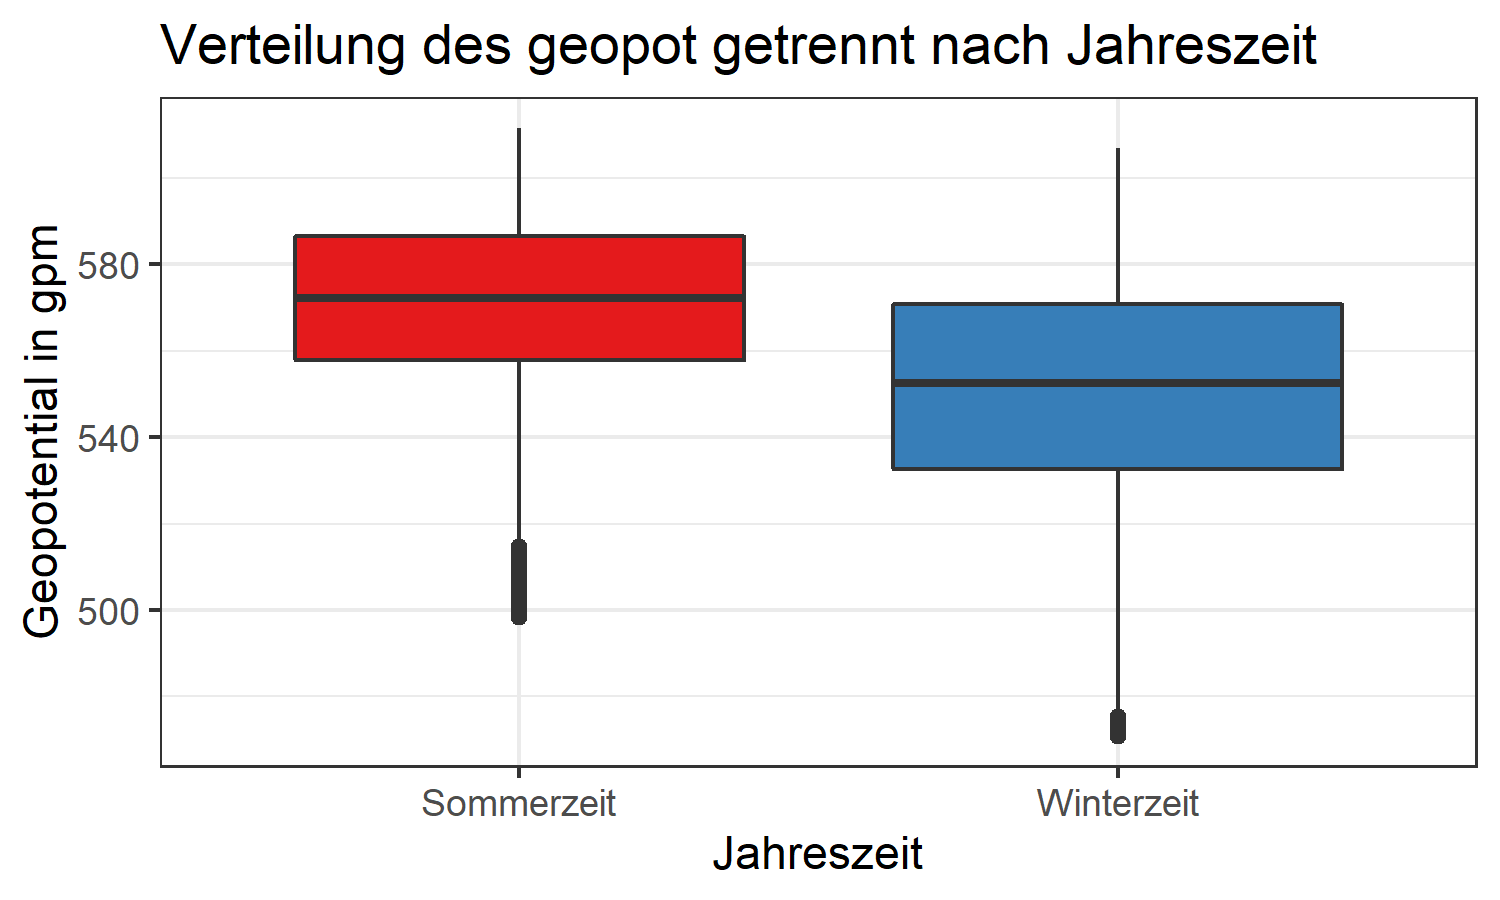 Verteilung des geopot getrennt nach Jahreszeit
Geopotential in gpm
580
540
500
Sommerzeit
Winterzeit
Jahreszeit